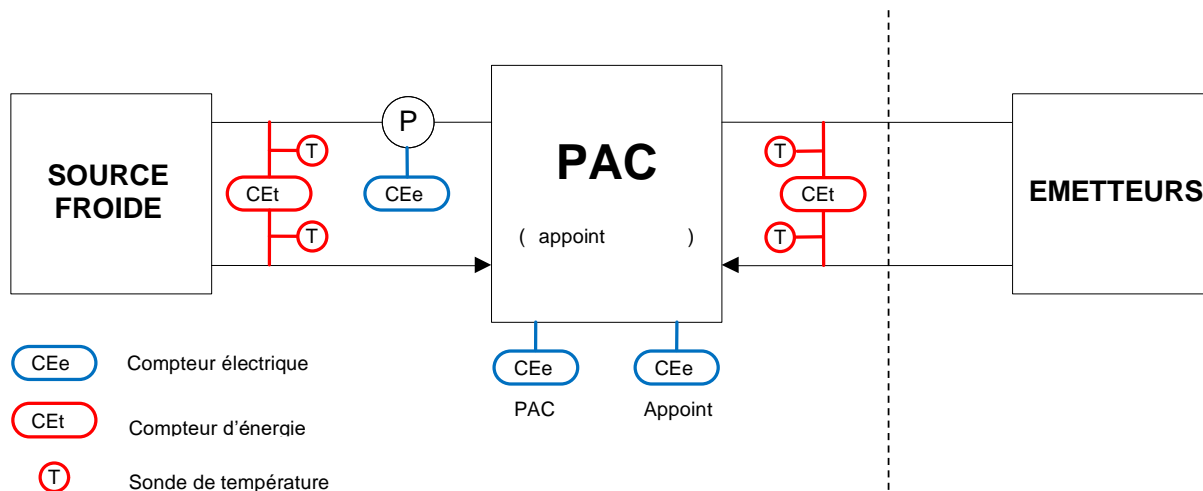 SOURCE
FROIDE
T
CEt
T
P
CEe
PAC
( appoint )
T
CEt
T
EMETTEURS
CEe
PAC
CEe
Appoint
CEe Compteur électrique
CEt Compteur d'énergie
T Sonde de température